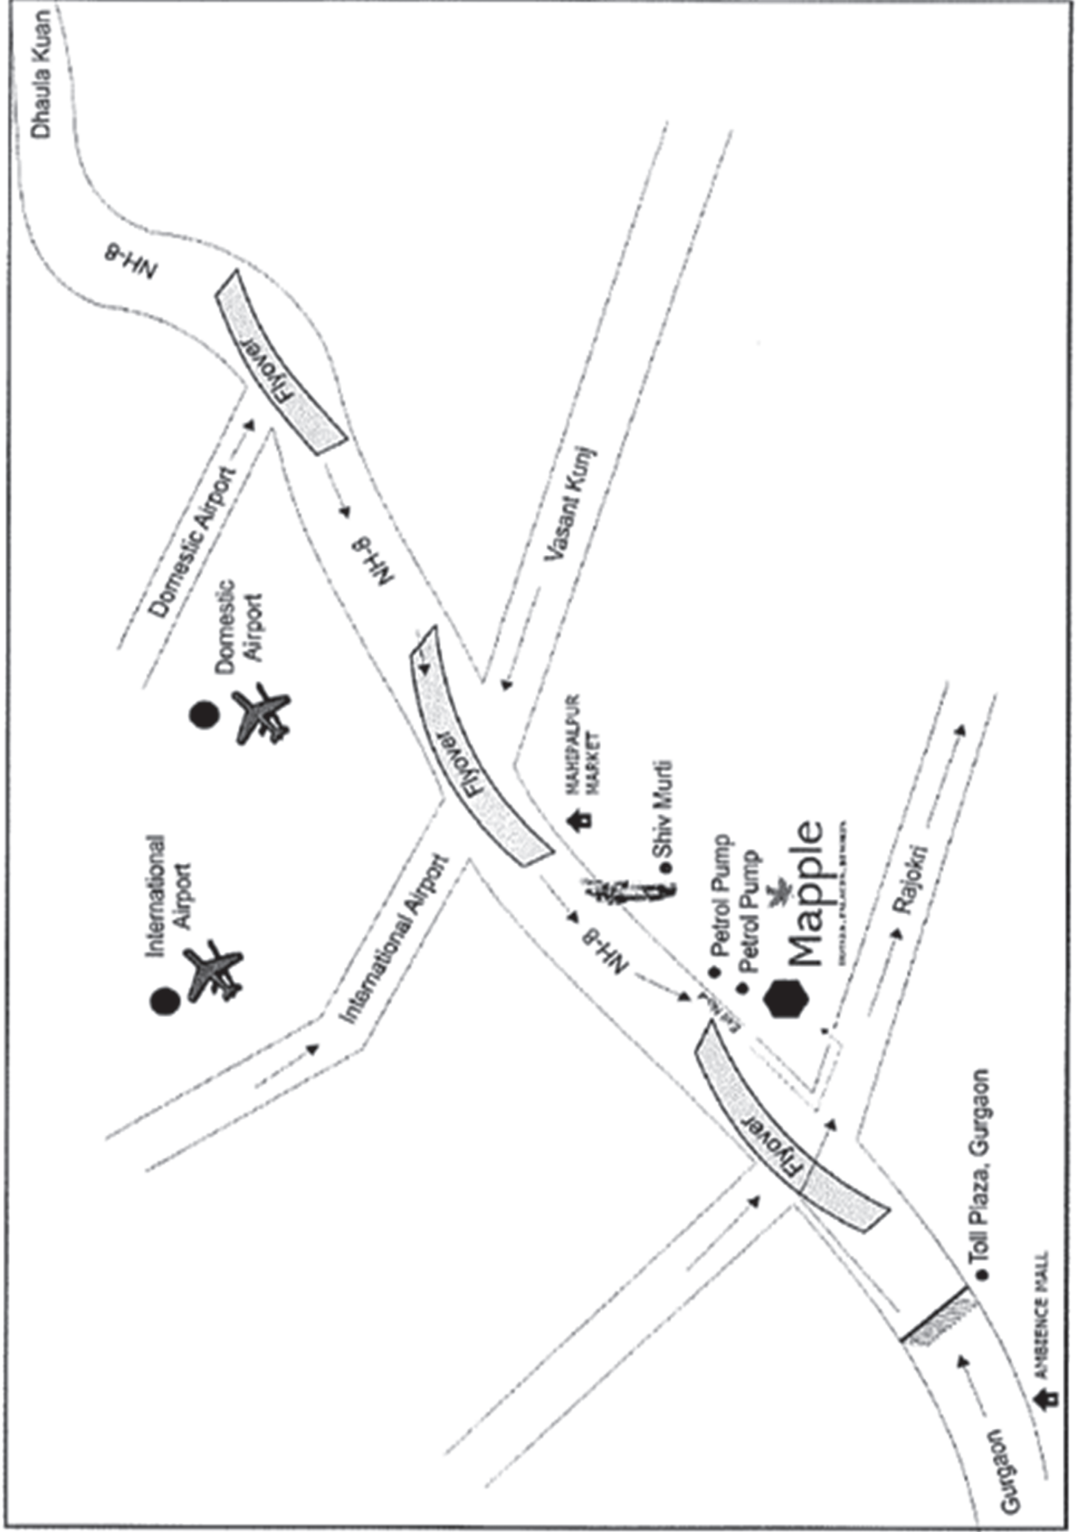 Dhaula Kuan
NH-8
Flyover
Domestic Airport
NH-8
Domestic
Airport
Vasant Kunj
Flyover
International
Airport
International Airport
MAHIPALPUR
MARKET
Shiv Murti
NH-8
Petrol Pump
Petrol Pump
Mapple
Rajokri
Flyover
Toll Plaza, Gurgaon
AMBIENCE MALL
Gurgaon